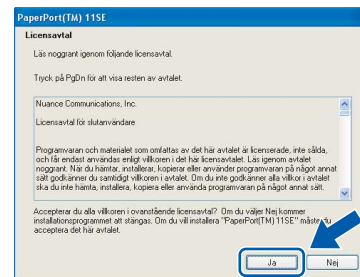 PaperPort(TM) 11SE
Licensavtal
Läs noggrant igenom följande licensavtal.
Tryck på PgDn för att visa resten av avtalet.
Nuance Communications, Inc.
Licensavtal för slutanvändare
Programvaran och materialet som omfattas av det här avtalet är licenserade, inte sålda,
och får endast användas enligt villkoren i det här licensavtalet. Läs igenom avtalet
noggrant. När du hämtar, installerar, kopierar eller använder programvaran på något annat
sätt godkänner du samtidigt villkoren i avtalet. Om du inte godkänner alla villkor i avtalet
ska du inte hämta, installera, kopiera eller använda programvaran på något annat sätt.
Accepterar du alla villkoren i ovanstående licensavtal? Om du väljer Nej kommer
installationsprogrammet att stängas. Om du vill installera "PaperPort(TM) 11SE" måste du
acceptera det här avtalet.
Ja
Nej